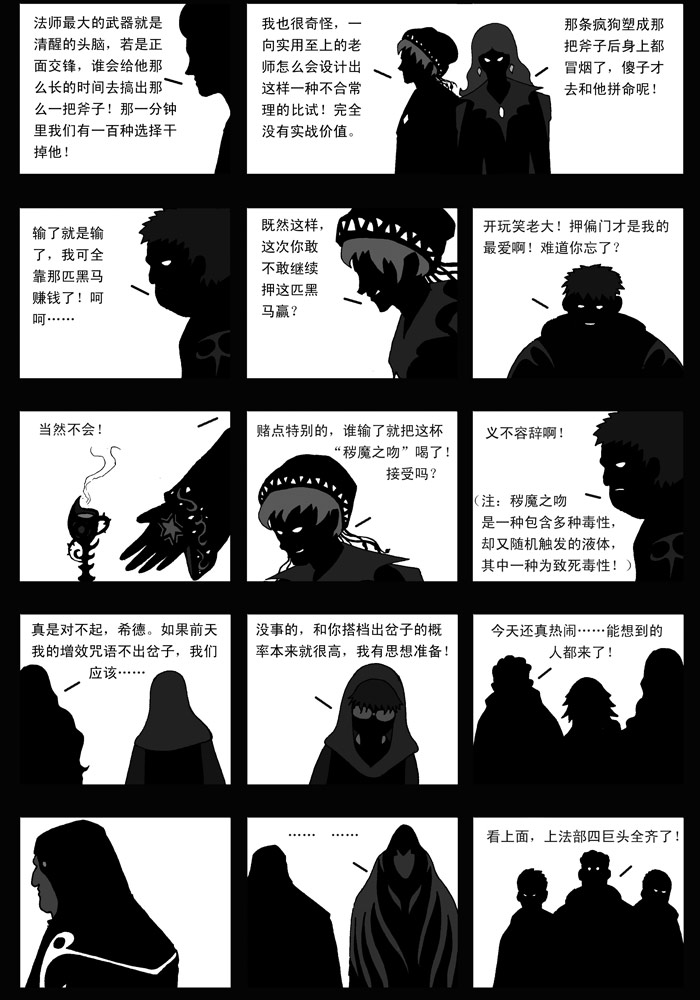 法师最大的武器就是
清醒的头脑，若是正
面交锋，谁会给他那
么长的时间去搞出那
么一把斧子！那一分钟
里我们有一百种选择干
掉他！
我也很奇怪，一
向实用至上的老
师怎么会设计出
这样一种不合常
理的比试！完全
没有实战价值。
那条疯狗塑成那
把斧子后身上都
冒烟了，傻子才
去和他拼命呢！
输了就是输
了，我可全
靠那匹黑马
赚钱了！呵
呵……
既然这样，
这次你敢
不敢继续
押这匹黑
马赢？
开玩笑老大！押偏门才是我的
最爱啊！难道你忘了？
当然不会！
赌点特别的，谁输了就把这杯
“秽魔之吻”喝了！
接受吗？
义不容辞啊！
（注：秽魔之吻
是一种包含多种毒性，
却又随机触发的液体，
其中一种为致死毒性！）
真是对不起，希德。如果前天
我的增效咒语不出岔子，我们
应该……
没事的，和你搭档出岔子的概
率本来就很高，我有思想准备！
今天还真热闹……能想到的
人都来了！
…… ……
看上面，上法部四巨头全齐了！